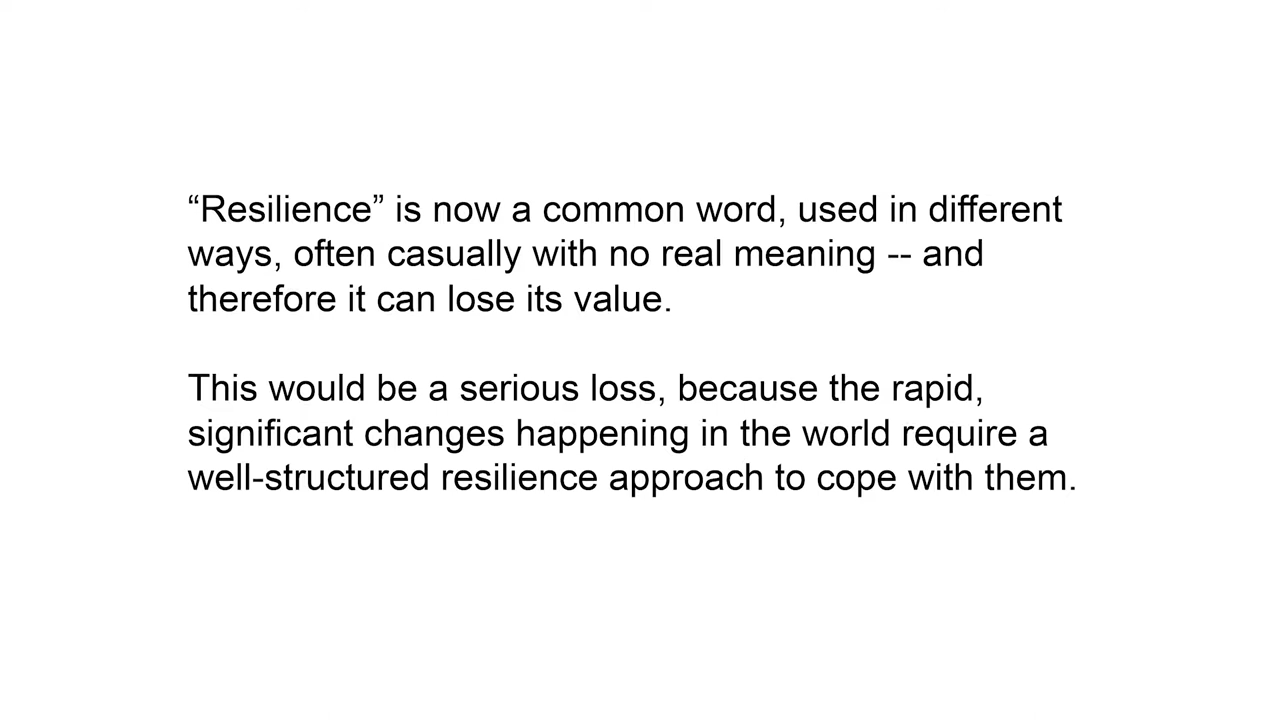 “Resilience” is now a common word, used in different
ways, often casually with no real meaning -- and
therefore it can lose its value.
This would be a serious loss, because the rapid,
significant changes happening in the world require a
well-structured resilience approach to cope with them.